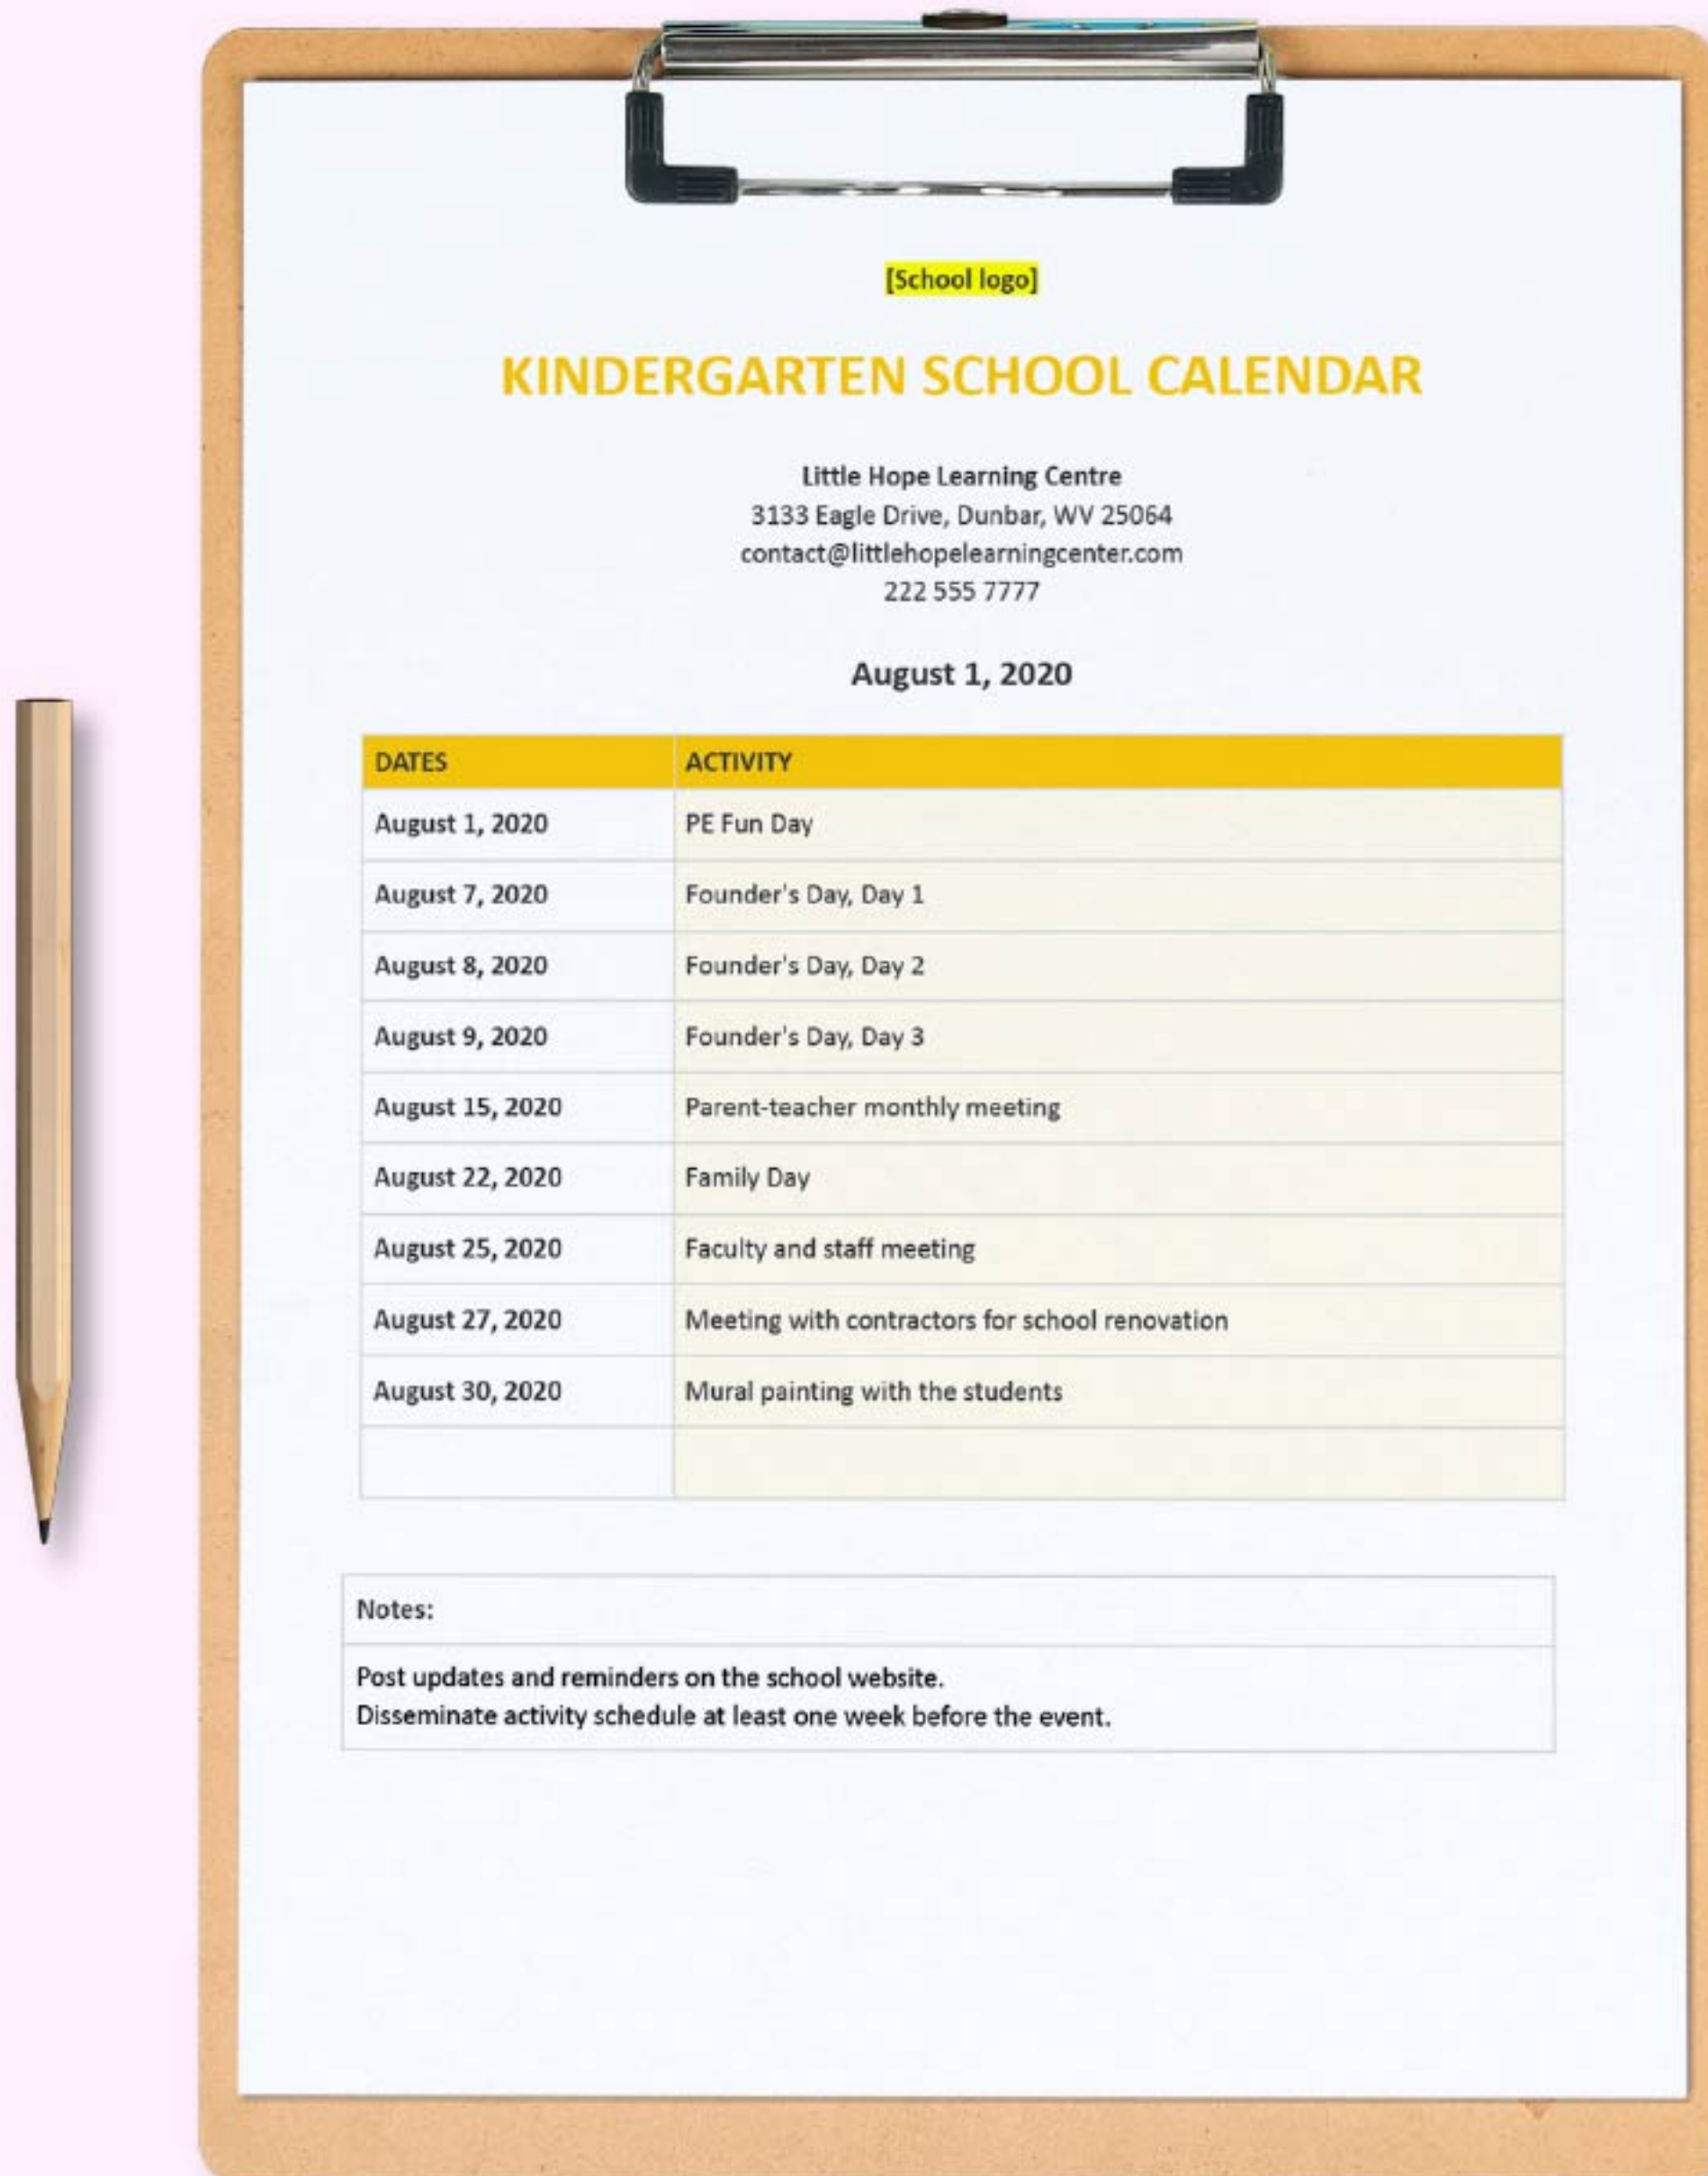 [School logo]
KINDERGARTEN SCHOOL CALENDAR
Little Hope Learning Centre
3133 Eagle Drive, Dunbar, WV 25064
contact@littlehopelearningcenter.com
222 555 7777
August 1, 2020
DATES ACTIVITY
August 1, 2020 PE Fun Day
August 7, 2020 Founder's Day, Day 1
August 8, 2020 Founder's Day, Day 2
August 9, 2020 Founder's Day, Day 3
August 15, 2020 Parent-teacher monthly meeting
August 22, 2020 Family Day
August 25, 2020 Faculty and staff meeting
August 27, 2020 Meeting with contractors for school renovation
August 30, 2020 Mural painting with the students
Notes:
Post updates and reminders on the school website.
Disseminate activity schedule at least one week before the event.